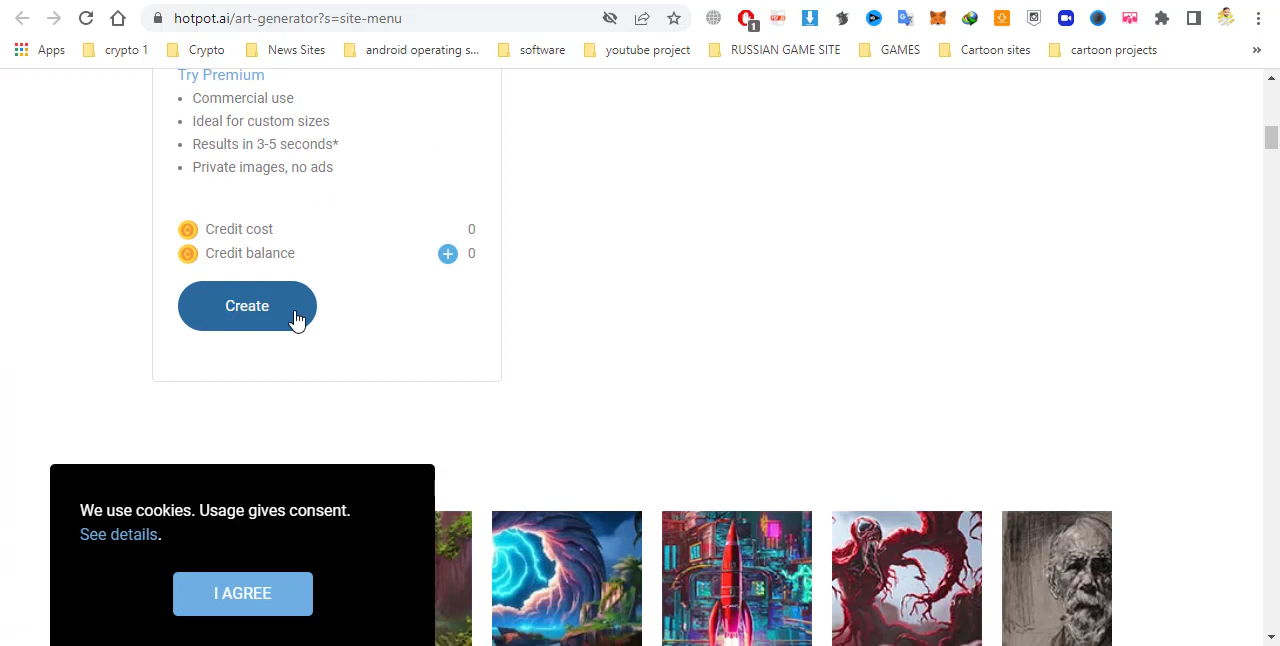 hotpot.ai/art-generator?s=site-menu
1
Apps
crypto 1
Crypto
News Sites
android operating s...
software
youtube project
RUSSIAN GAME SITE
GAMES
Cartoon sites
cartoon projects
»
Try Premium
• Commercial use
• Ideal for custom sizes
• Results in 3-5 seconds*
• Private images, no ads
Credit cost 0
Credit balance 0
Create
We use cookies. Usage gives consent.
See details.
I AGREE